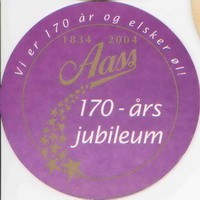 Vi er 170 år og elsker øl!
1834 2004
Aass
170-års
jubileum